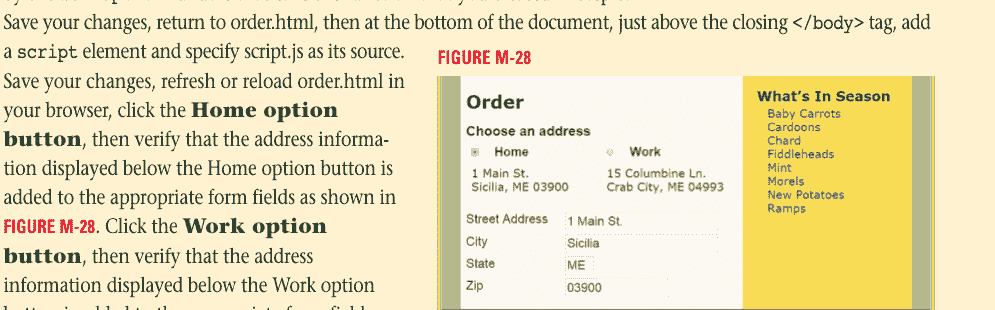 Save your changes, return to order.html, then at the bottom of the document, just above the closing </body> tag, add
a script element and specify script.js as its source.
Save your changes, refresh or reload order.html in
your browser, click the Home option
button, then verify that the address informa-
tion displayed below the Home option button is
added to the appropriate form fields as shown in
FIGURE M-28. Click the Work option
button, then verify that the address
information displayed below the Work option
FIGURE M-28
Order
Choose an address
Home Work
1 Main St. 15 Columbine Ln.
Sicilia, ME 03900 Crab City, ME 04993
Street Address 1 Main St.
City Sicilia
State ME
Zip 03900
What's In Season
Baby Carrots
Cardoons
Chard
Fiddleheads
Mint
Morels
New Potatoes
Ramps